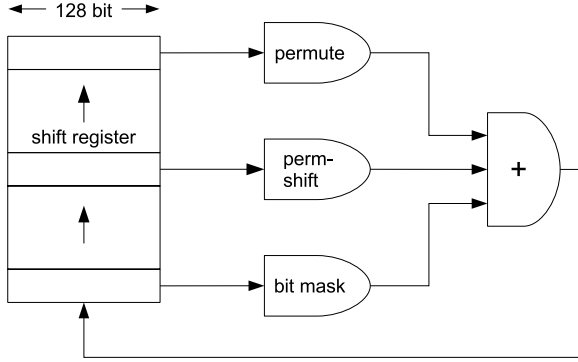 128 bit
permute
shift register
perm-
shift
+
bit mask